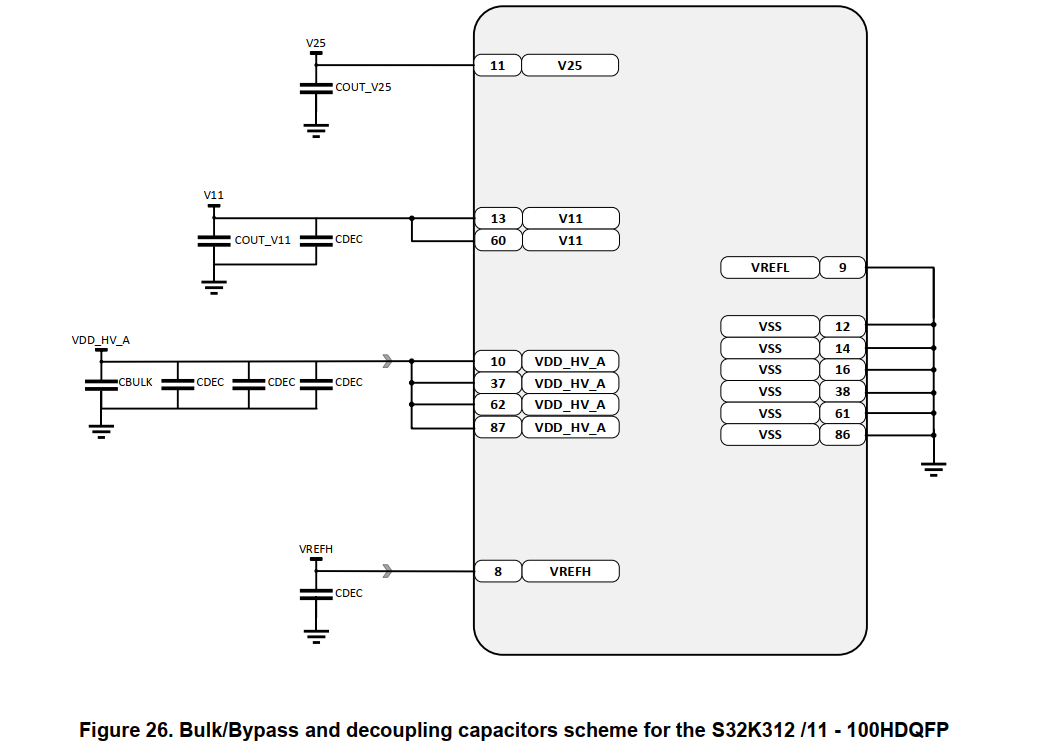 V25
11 V25
COUT_V25
V11
13 V11
COUT_V11 CDEC
60 V11
VREFL 9
VSS 12
VDD_HV_A
VSS 14
10 VDD_HV_A
VSS 16
CBULK CDEC CDEC CDEC
37 VDD_HV_A
VSS 38
62 VDD_HV_A
VSS 61
87 VDD_HV_A
VSS 86
VREFH
8 VREFH
CDEC
Figure 26. Bulk/Bypass and decoupling capacitors scheme for the S32K312 /11 - 100HDQFP